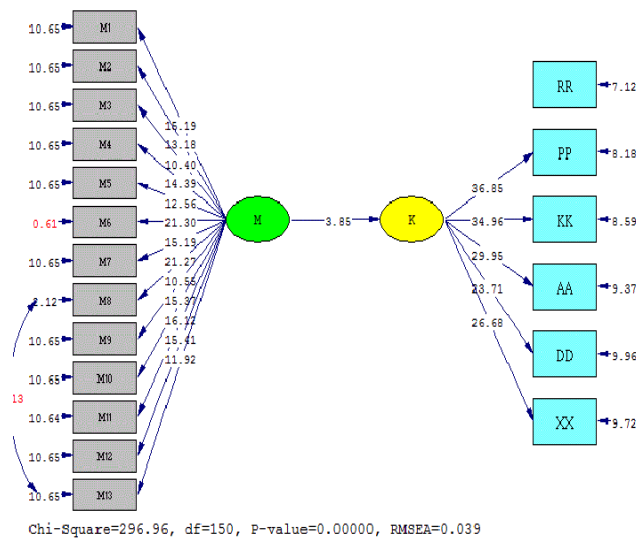 10.65 M1
10.65 M2
10.65 M3
10.65 M4
10.65 M5
0.61 M6
10.65 M7
2.12 M8
10.65 M9
10.65 M10
10.64 M11
10.65 M12
10.65 M13
13
15.19
13.18
10.40
14.39
12.56
21.30
15.19
21.27
10.55
15.37
16.12
15.41
11.92
M 3.85 K
36.85
34.96
29.95
23.71
26.68
RR 7.12
PP 8.18
KK 8.59
AA 9.37
DD 9.96
XX 9.72
Chi-Square=296.96, df=150, P-value=0.00000, RMSEA=0.039